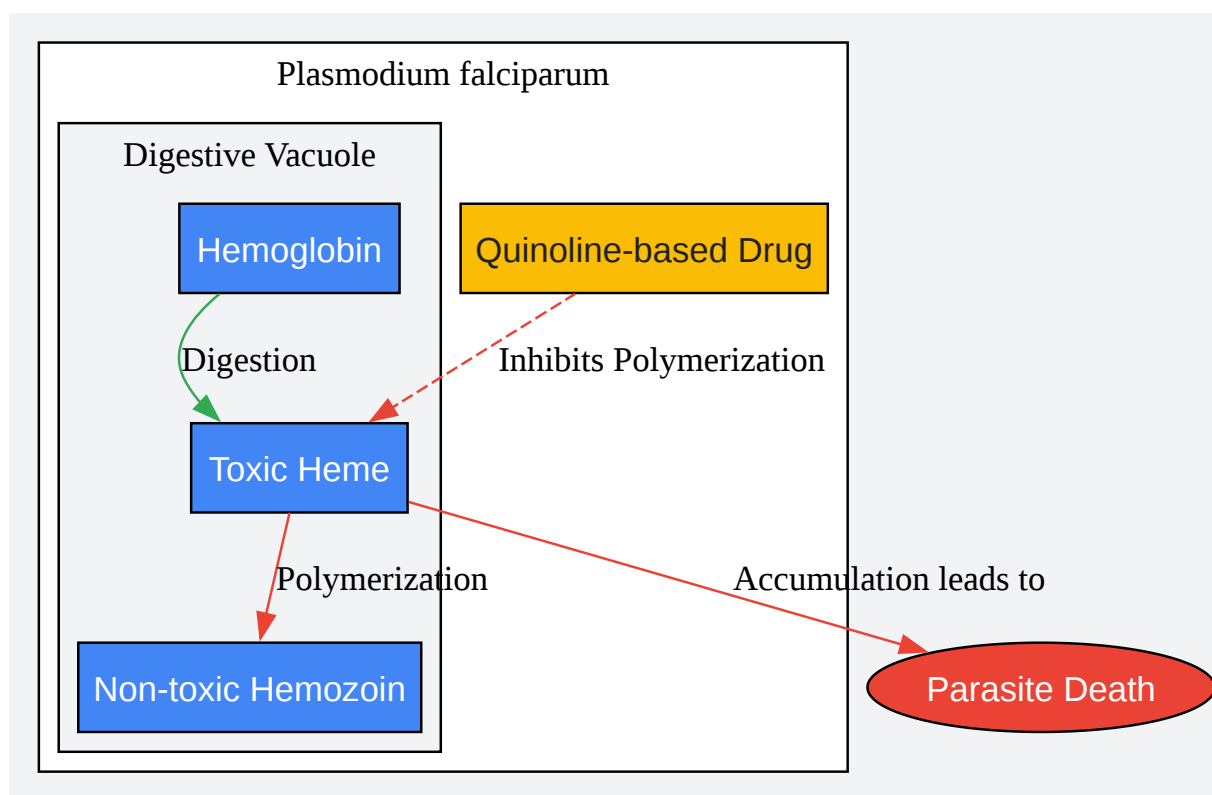 Plasmodium falciparum
Digestive Vacuole
Hemoglobin
Quinoline-based Drug
Digestion
Inhibits Polymerization
Toxic Heme
Polymerization
Accumulation leads to
Non-toxic Hemozoin
Parasite Death